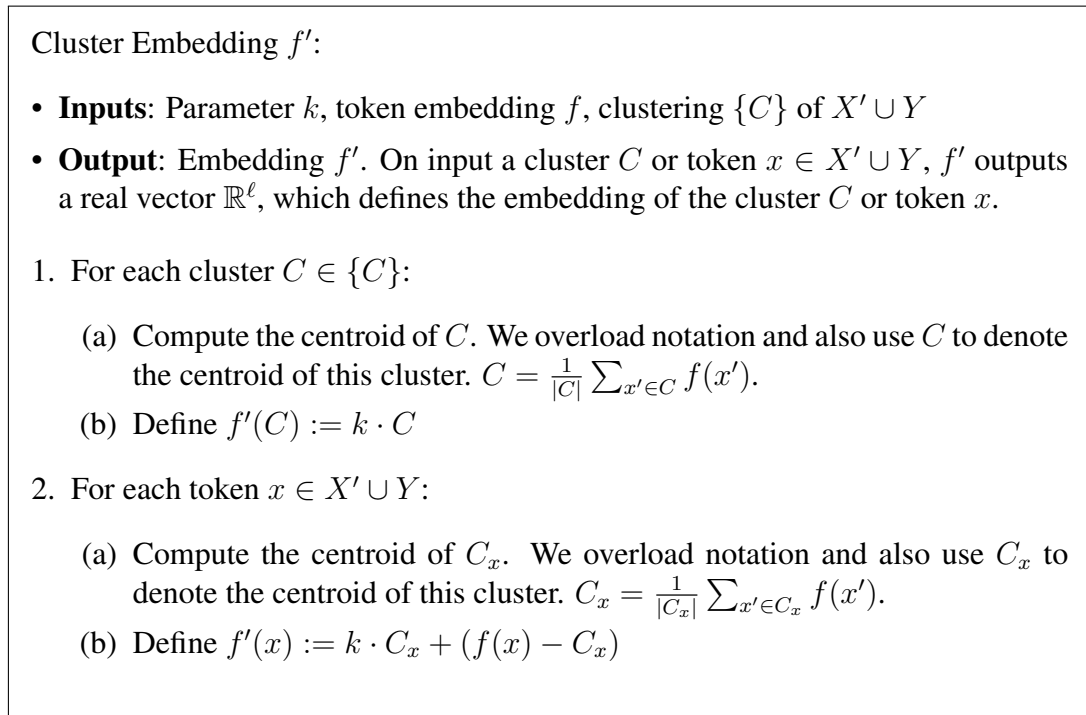 Cluster Embedding f′:
• Inputs: Parameter k, token embedding f, clustering {C} of X′ ∪ Y
• Output: Embedding f′. On input a cluster C or token x ∈ X′ ∪ Y, f′ outputs
a real vector ℝ^ℓ, which defines the embedding of the cluster C or token x.
1. For each cluster C ∈ {C}:
(a) Compute the centroid of C. We overload notation and also use C to denote
the centroid of this cluster. C = 1/|C| ∑_{x′∈C} f(x′).
(b) Define f′(C) := k · C
2. For each token x ∈ X′ ∪ Y:
(a) Compute the centroid of C_x. We overload notation and also use C_x to
denote the centroid of this cluster. C_x = 1/|C_x| ∑_{x′∈C_x} f(x′).
(b) Define f′(x) := k · C_x + (f(x) − C_x)